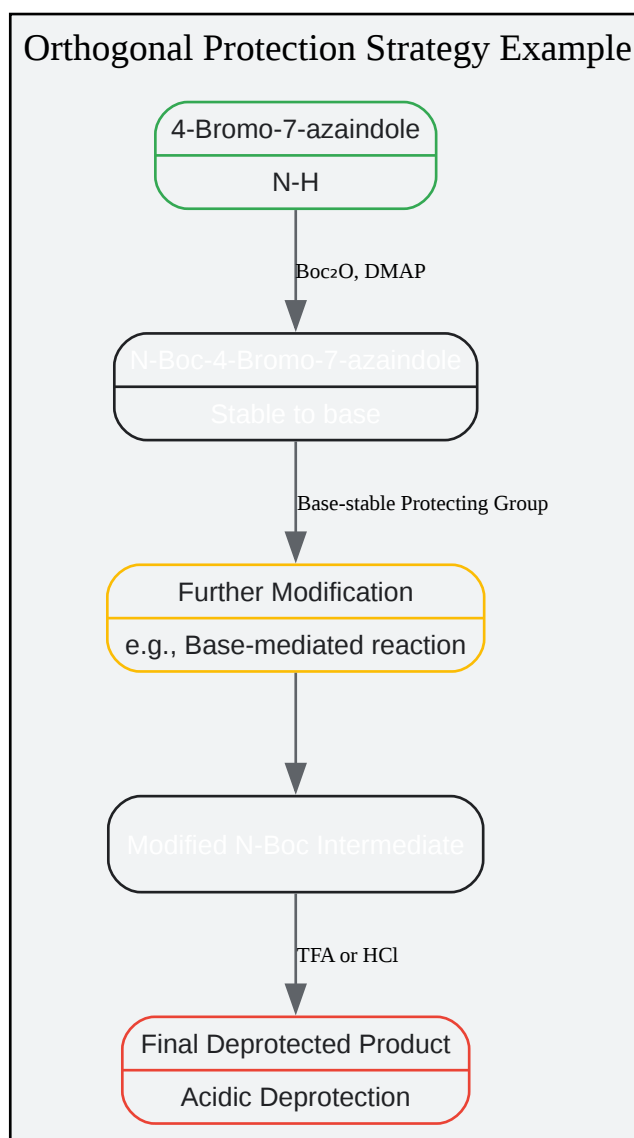 Orthogonal Protection Strategy Example
4-Bromo-7-azaindole
N-H
Boc₂O, DMAP
N-Boc-4-Bromo-7-azaindole
Stable to base
Base-stable Protecting Group
Further Modification
e.g., Base-mediated reaction
Modified N-Boc Intermediate
TFA or HCl
Final Deprotected Product
Acidic Deprotection